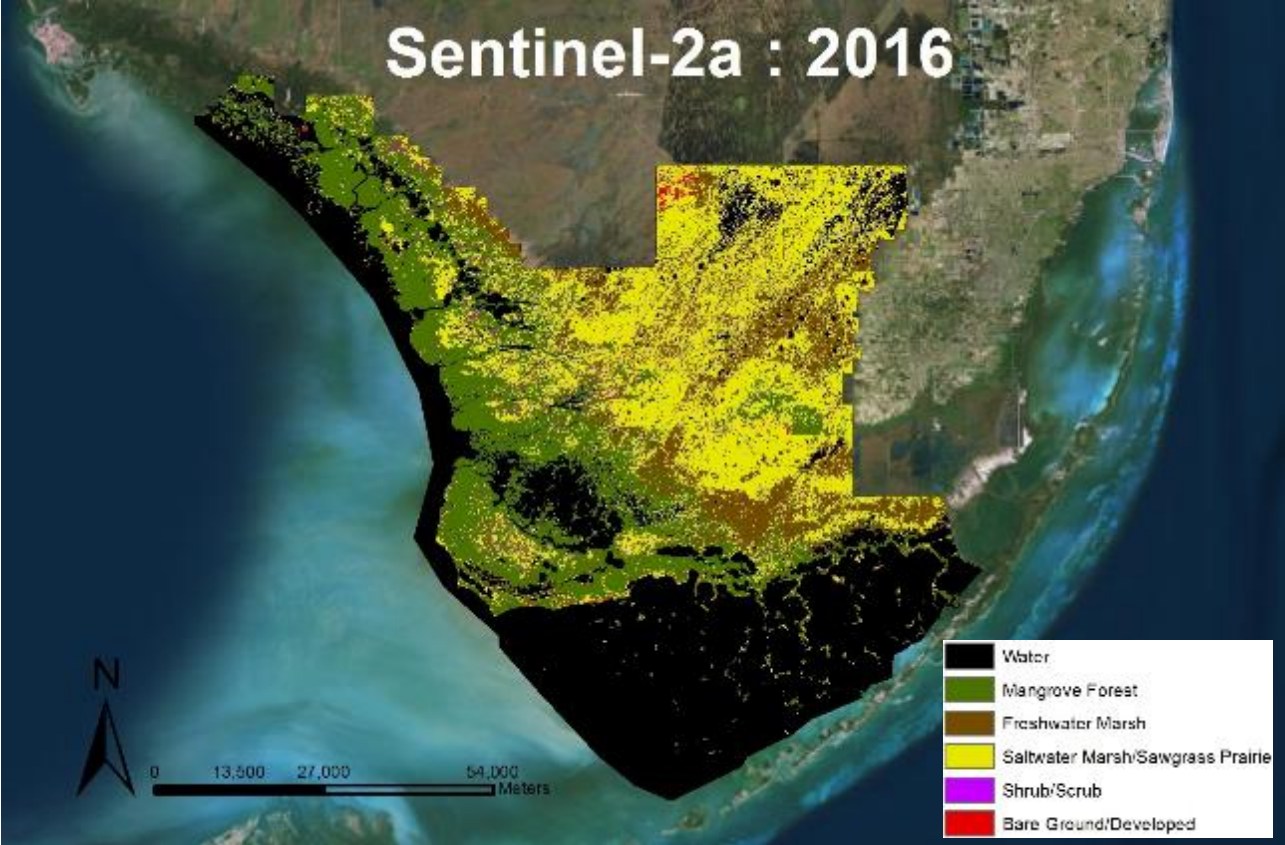 Sentinel-2a : 2016
N
0 13,500 27,000 54,000
Meters
Water
Mangrove Forest
Freshwater Marsh
Saltwater Marsh/Sawgrass Prairie
Shrub/Scrub
Bare Ground/Developed